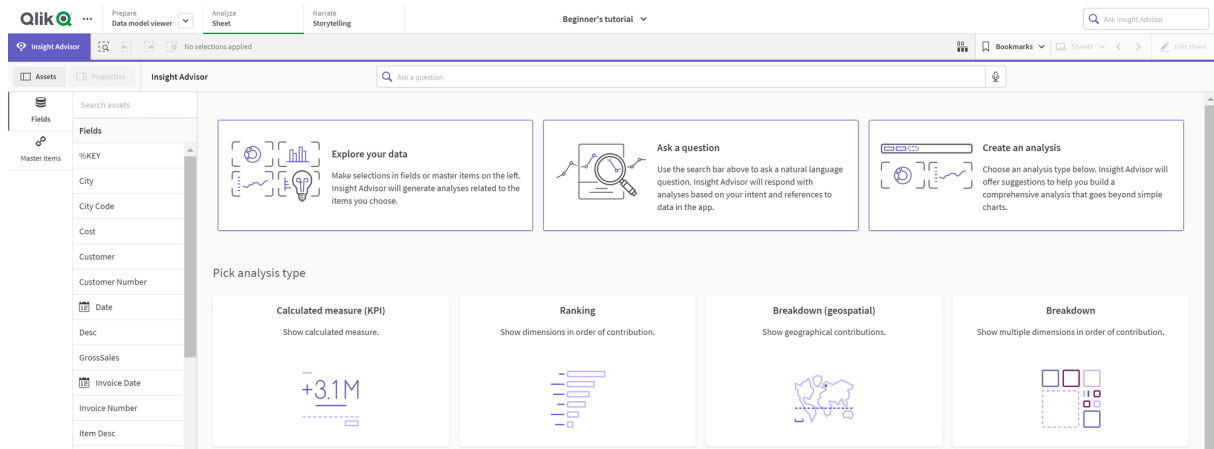 Qlik
Prepare
Data model viewer
Analyze
Sheet
Narrate
Storytelling
Beginner's tutorial
Ask Insight Advisor
Insight Advisor
No selections applied
Bookmarks
Sheets
Edit sheet
Assets
Properties
Insight Advisor
Ask a question
Fields
Master items
Search assets
Fields
%KEY
City
City Code
Cost
Customer
Customer Number
Date
Desc
GrossSales
Invoice Date
Invoice Number
Item Desc
Explore your data
Make selections in fields or master items on the left.
Insight Advisor will generate analyses related to the
items you choose.
Ask a question
Use the search bar above to ask a natural language
question. Insight Advisor will respond with
analyses based on your intent and references to
data in the app.
Create an analysis
Choose an analysis type below. Insight Advisor will
offer suggestions to help you build a
comprehensive analysis that goes beyond simple
charts.
Pick analysis type
Calculated measure (KPI)
Show calculated measure.
+3.1M
Ranking
Show dimensions in order of contribution.
Breakdown (geospatial)
Show geographical contributions.
Breakdown
Show multiple dimensions in order of contribution.